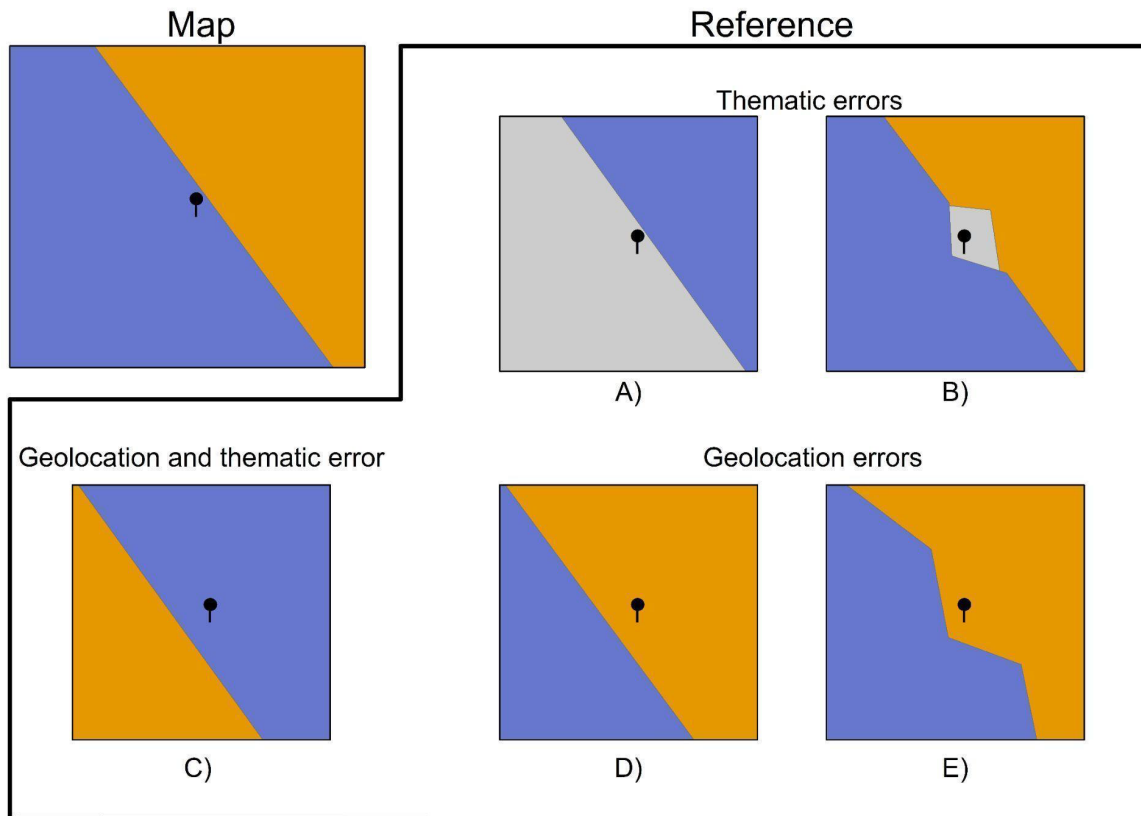 Map
Reference
Thematic errors
A)
B)
Geolocation and thematic error
Geolocation errors
C)
D)
E)